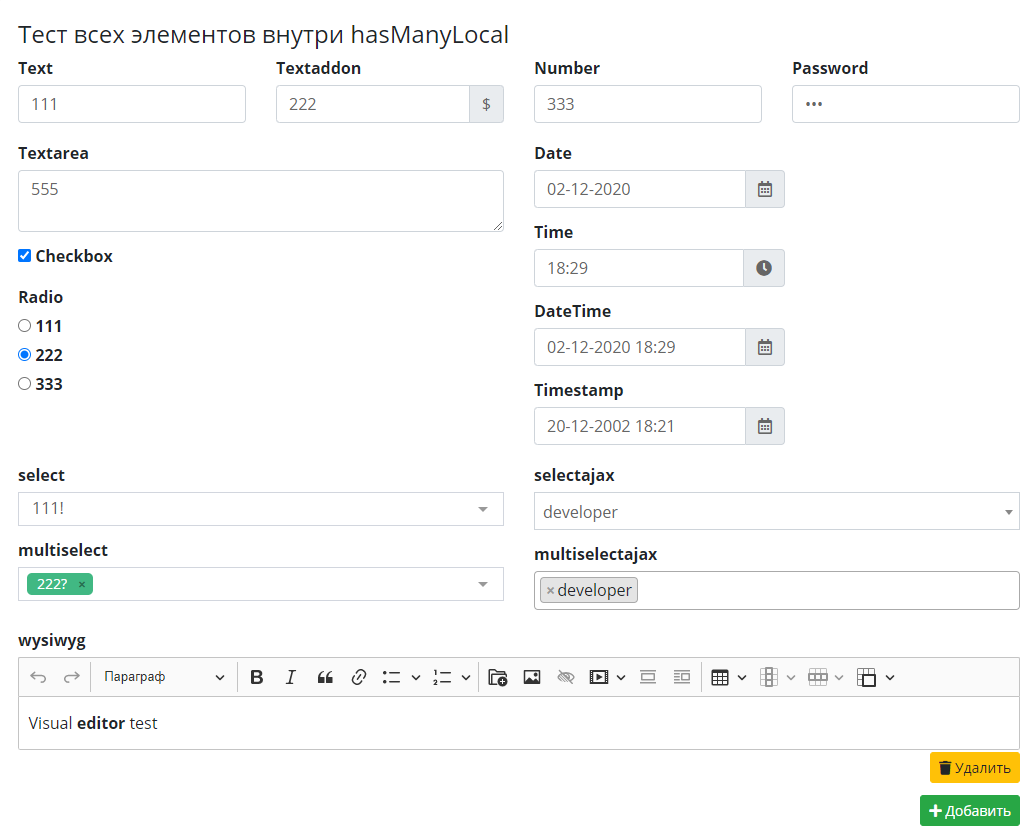 Тест всех элементов внутри hasManyLocal
Text
111
Textaddon
222 $
Number
333
Password
•••
Textarea
555
Checkbox
Radio
111
222
333
Date
02-12-2020
Time
18:29
DateTime
02-12-2020 18:29
Timestamp
20-12-2002 18:21
select
111!
selectajax
developer
multiselect
222? ×
multiselectajax
×developer
wysiwyg
Параграф B I
Visual editor test
Удалить
Добавить